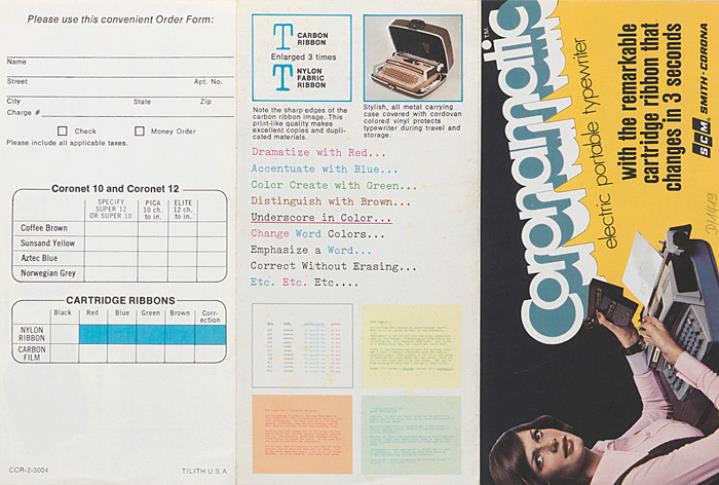 Please use this convenient Order Form:
Name
Street Apt. No.
City State Zip
Charge #
Check Money Order
Please include all applicable taxes.
Coronet 10 and Coronet 12
SPECIFY SUPER 12 OR SUPER 10
PICA 10 ch. to in.
ELITE 12 ch. to in.
Coffee Brown
Sunsand Yellow
Aztec Blue
Norwegian Grey
CARTRIDGE RIBBONS
Black Red Blue Green Brown Correction
NYLON RIBBON
CARBON FILM
CCR-2-3004 TILITH U.S.A
T CARBON RIBBON
Enlarged 3 times
T NYLON FABRIC RIBBON
Note the sharp edges of the
carbon ribbon image. This
print-like quality makes
excellent copies and dupli-
cated materials.
Stylish, all metal carrying
case covered with cordovan
colored vinyl protects
typewriter during travel and
storage.
Dramatize with Red...
Accentuate with Blue...
Color Create with Green...
Distinguish with Brown...
Underscore in Color...
Change Word Colors...
Emphasize a Word...
Correct Without Erasing...
Etc. Etc. Etc....
Coronamatic™
electric portable typewriter
with the remarkable
cartridge ribbon that
changes in 3 seconds
SCM SMITH-CORONA